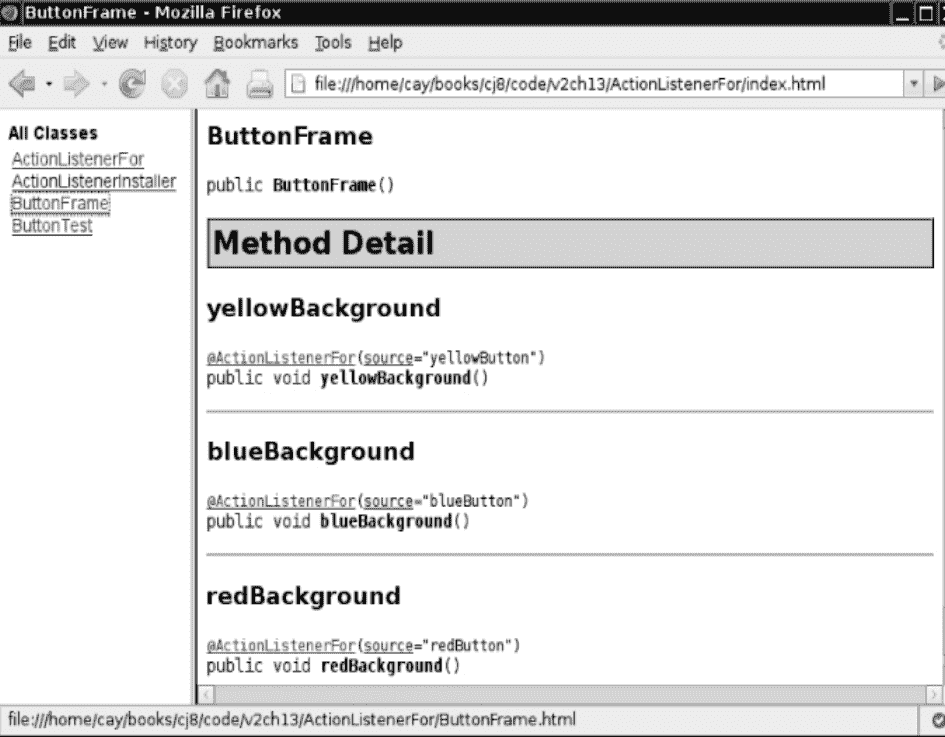 ButtonFrame - Mozilla Firefox
File Edit View History Bookmarks Tools Help
file:///home/cay/books/cj8/code/v2ch13/ActionListenerFor/index.html
All Classes
ActionListenerFor
ActionListenerInstaller
ButtonFrame
ButtonTest
ButtonFrame
public ButtonFrame()
Method Detail
yellowBackground
@ActionListenerFor(source="yellowButton")
public void yellowBackground()
blueBackground
@ActionListenerFor(source="blueButton")
public void blueBackground()
redBackground
@ActionListenerFor(source="redButton")
public void redBackground()
file:///home/cay/books/cj8/code/v2ch13/ActionListenerFor/ButtonFrame.html